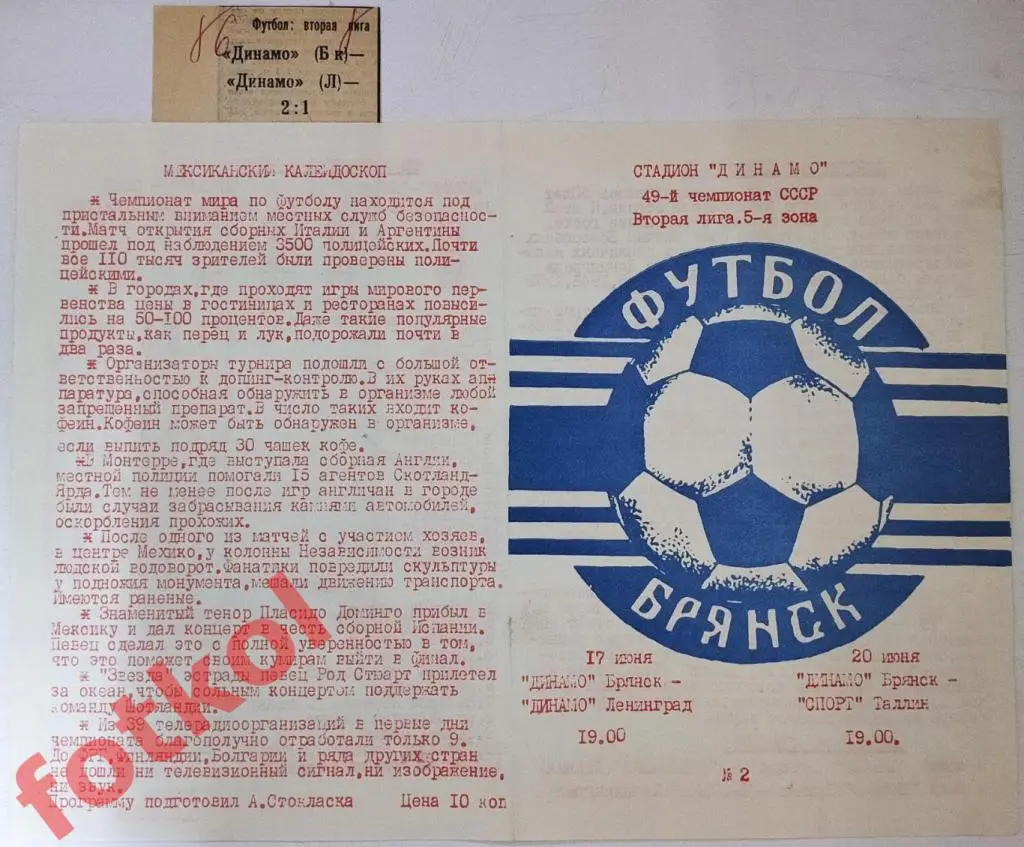 86 8
Футбол: вторая лига
«Динамо» (Бк)—
«Динамо» (Л)—
2:1
МЕКСИКАНСКИЙ КАЛЕЙДОСКОП
* Чемпионат мира по футболу находится под
пристальным вниманием местных служб безопаснос-
ти.Матч открытия сборных Италии и Аргентины
прошел под наблюдением 3500 полицейских.Почти
все 110 тысяч зрителей были проверены поли-
цейскими.
* В городах,где проходят игры мирового пер-
венства цены в гостиницах и ресторанах повыси-
лись на 50-100 процентов.Даже такие популярные
продукты,как перец и лук,подорожали почти в
два раза.
* Организаторы турнира подошли с большой от-
ветственностью к допинг-контролю.В их руках ап-
паратура,способная обнаружить в организме любой
запрещенный препарат.В число таких входит ко-
феин.Кофеин может быть обнаружен в организме,
если выпить подряд 30 чашек кофе.
*В Монтерре,где выступала сборная Англии,
местной полиции помогали 15 агентов Скотланд-
Ярда.Тем не менее после игр англичан в городе
были случаи забрасывания камнями автомобилей,
оскорбления прохожих.
* После одного из матчей с участием хозяев,
в центре Мехико,у колонны Независимости возник
людской водоворот.Фанатики повредили скульптуры
у подножия монумента,мешали движению транспорта.
Имеются раненые.
* Знаменитый тенор Пласидо Доминго прибыл в
Мексику и дал концерт в честь сборной Испании.
Певец сделал это с полной уверенностью в том,
что это поможет своим кумирам выйти в финал.
* "Звезда" эстрады певец Род Стюарт прилетел
за океан,чтобы сольным концертом поддержать
команду Шотландии.
* Из 39 телерадиоорганизаций в первые дни
чемпионата благополучно отработали только 9.
До Финляндии,Болгарии и ряда других стран
не дошли ни телевизионный сигнал,ни изображение,
ни звук.
Программу подготовил А.Стокласка Цена 10 коп
СТАДИОН "ДИНАМО"
49-й чемпионат СССР
Вторая лига.5-я зона
ФУТБОЛ
БРЯНСК
17 июня 20 июня
"ДИНАМО" Брянск - "ДИНАМО" Брянск -
"ДИНАМО" Ленинград "СПОРТ" Таллин
19.00 19.00.
№ 2
fotkol